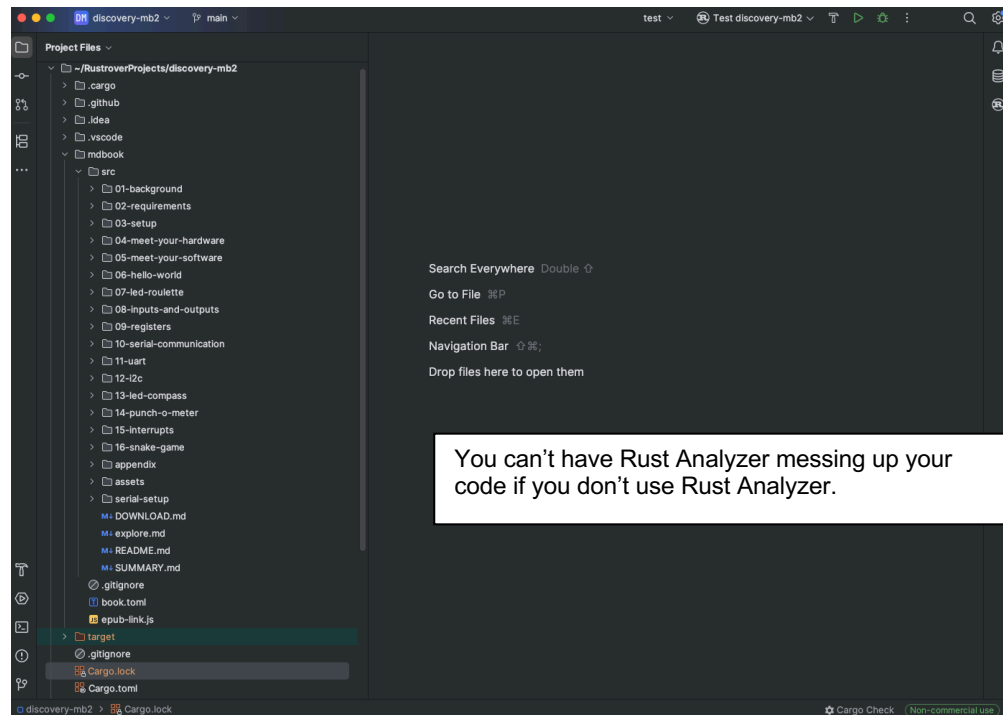 DM discovery-mb2 main test Test discovery-mb2
Project Files
~/RustroverProjects/discovery-mb2
.cargo
.github
.idea
.vscode
mdbook
src
01-background
02-requirements
03-setup
04-meet-your-hardware
05-meet-your-software
06-hello-world
07-led-roulette
08-inputs-and-outputs
09-registers
10-serial-communication
11-uart
12-i2c
13-led-compass
14-punch-o-meter
15-interrupts
16-snake-game
appendix
assets
serial-setup
M↓ DOWNLOAD.md
M↓ explore.md
M↓ README.md
M↓ SUMMARY.md
.gitignore
T book.toml
JS epub-link.js
target
.gitignore
Cargo.lock
Cargo.toml
Search Everywhere Double ⇧
Go to File ⌘P
Recent Files ⌘E
Navigation Bar ⇧⌘;
Drop files here to open them
You can’t have Rust Analyzer messing up your
code if you don’t use Rust Analyzer.
discovery-mb2 > Cargo.lock Cargo Check Non-commercial use